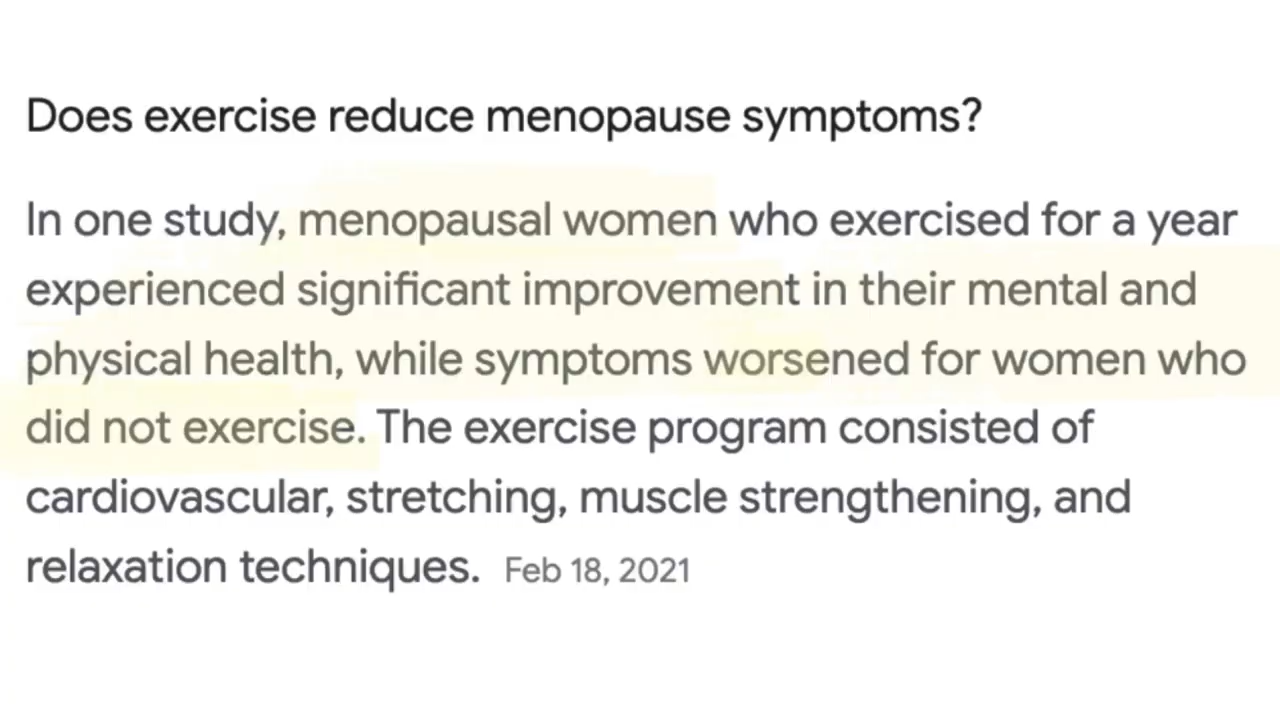 Does exercise reduce menopause symptoms?
In one study, menopausal women who exercised for a year
experienced significant improvement in their mental and
physical health, while symptoms worsened for women who
did not exercise. The exercise program consisted of
cardiovascular, stretching, muscle strengthening, and
relaxation techniques. Feb 18, 2021